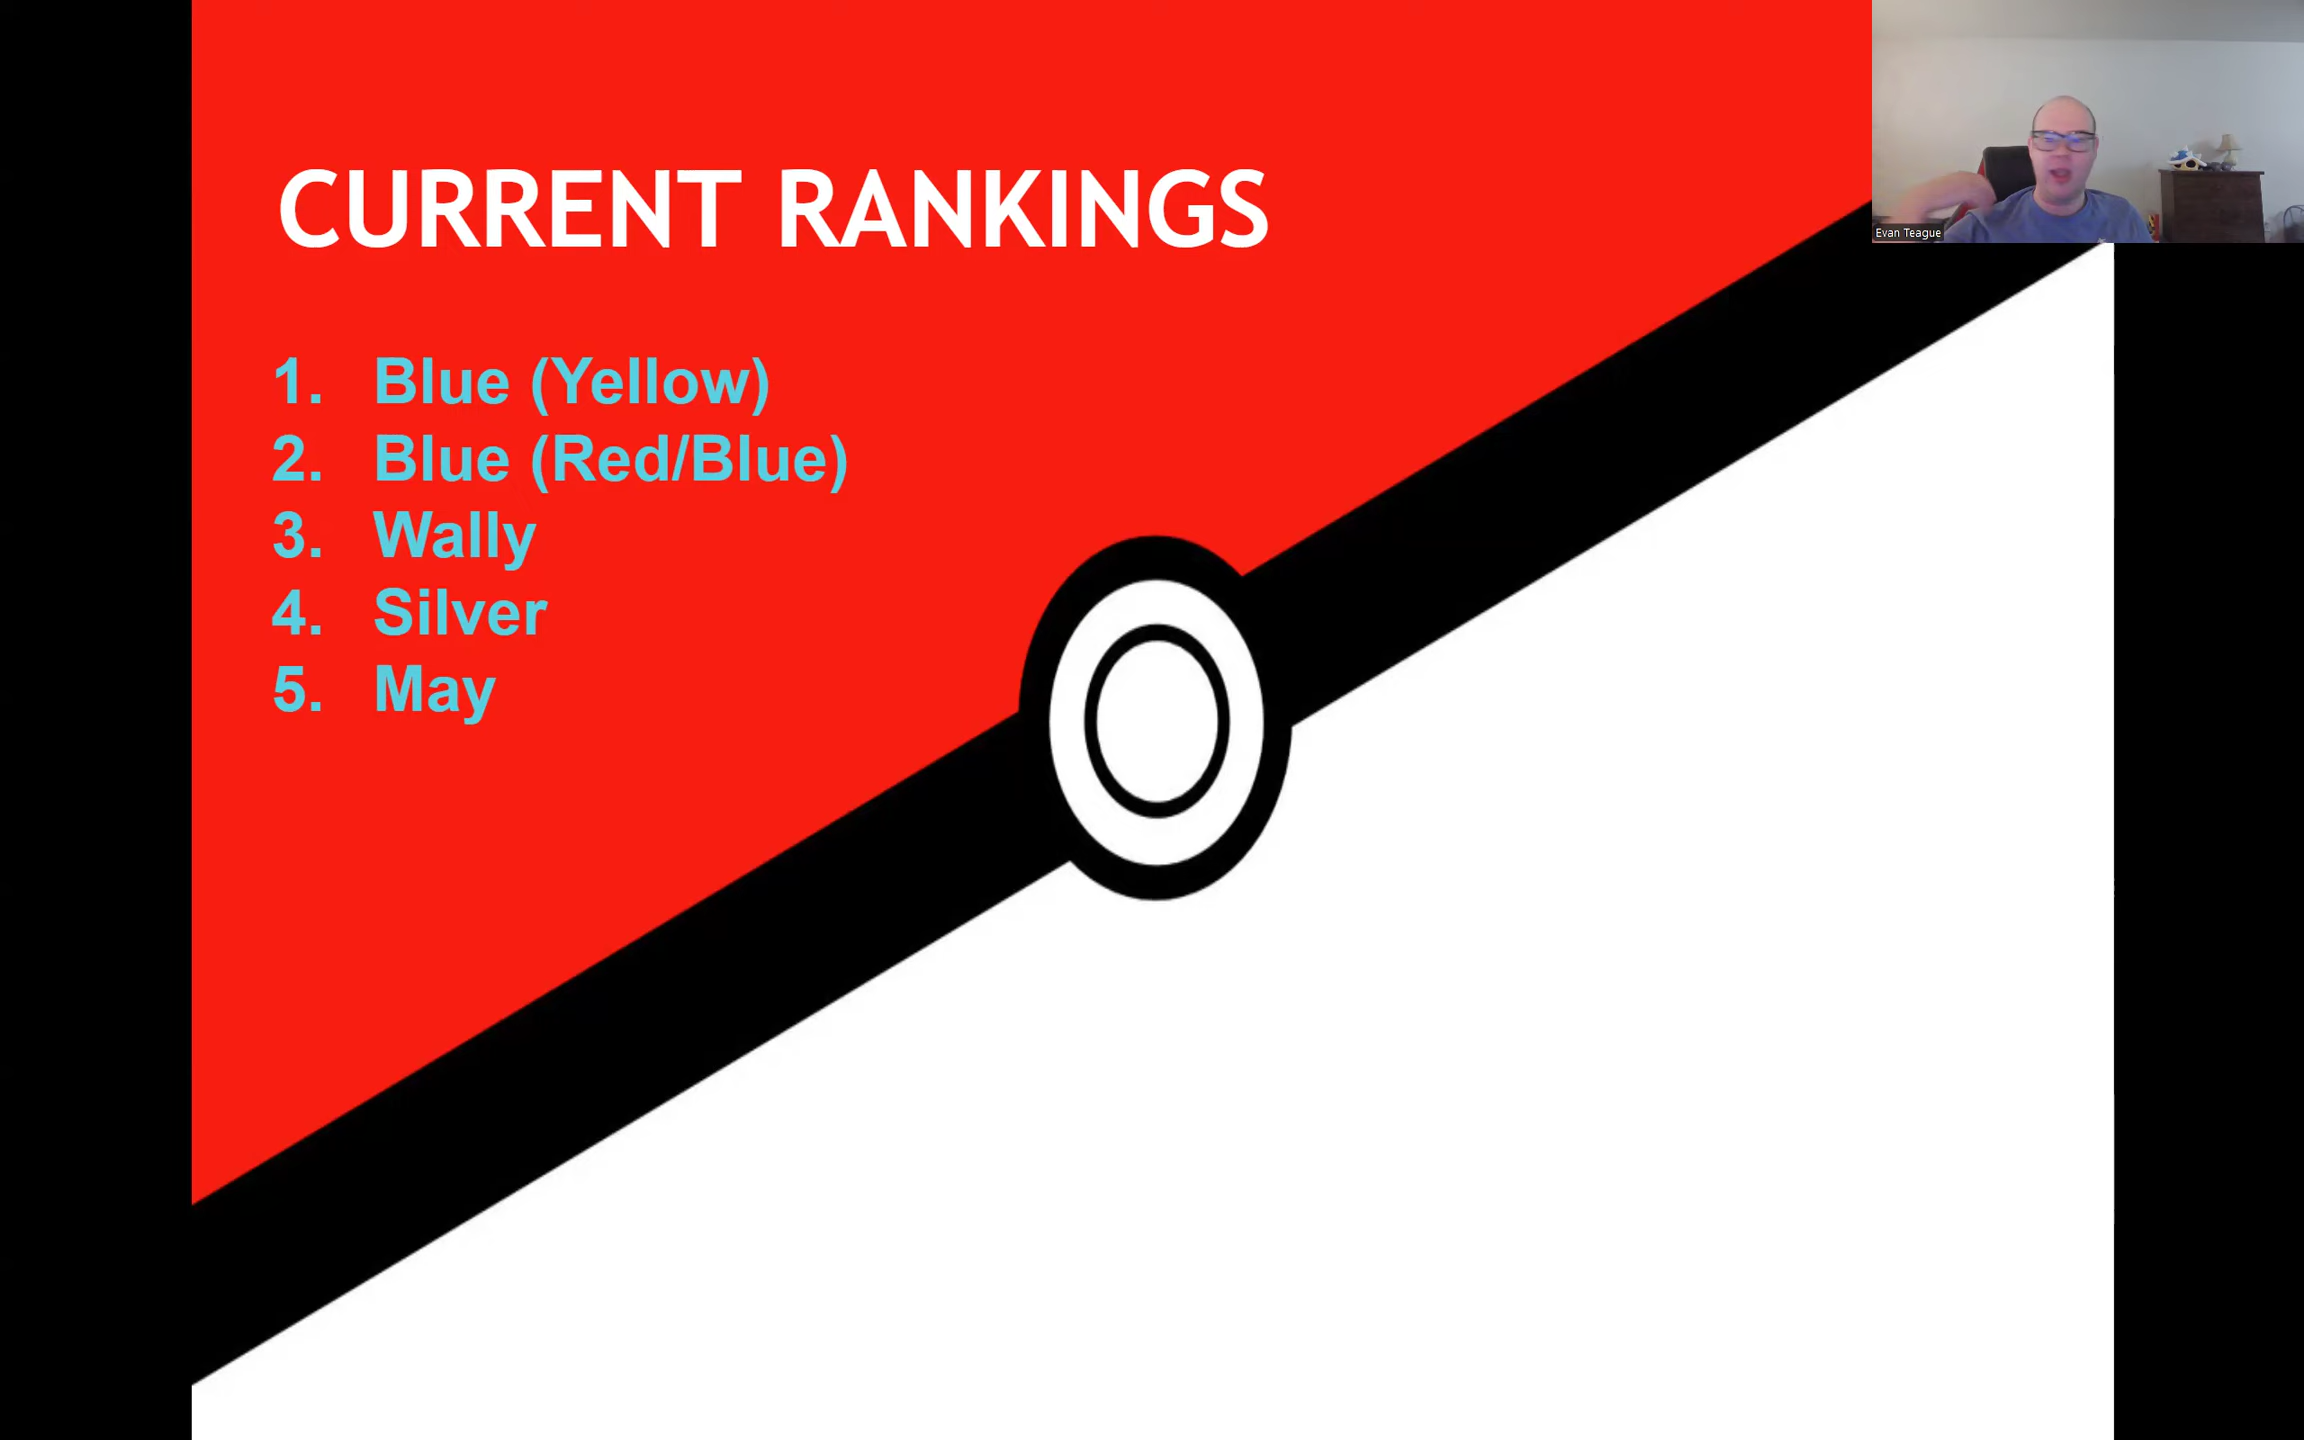 CURRENT RANKINGS
1. Blue (Yellow)
2. Blue (Red/Blue)
3. Wally
4. Silver
5. May
Evan Teague